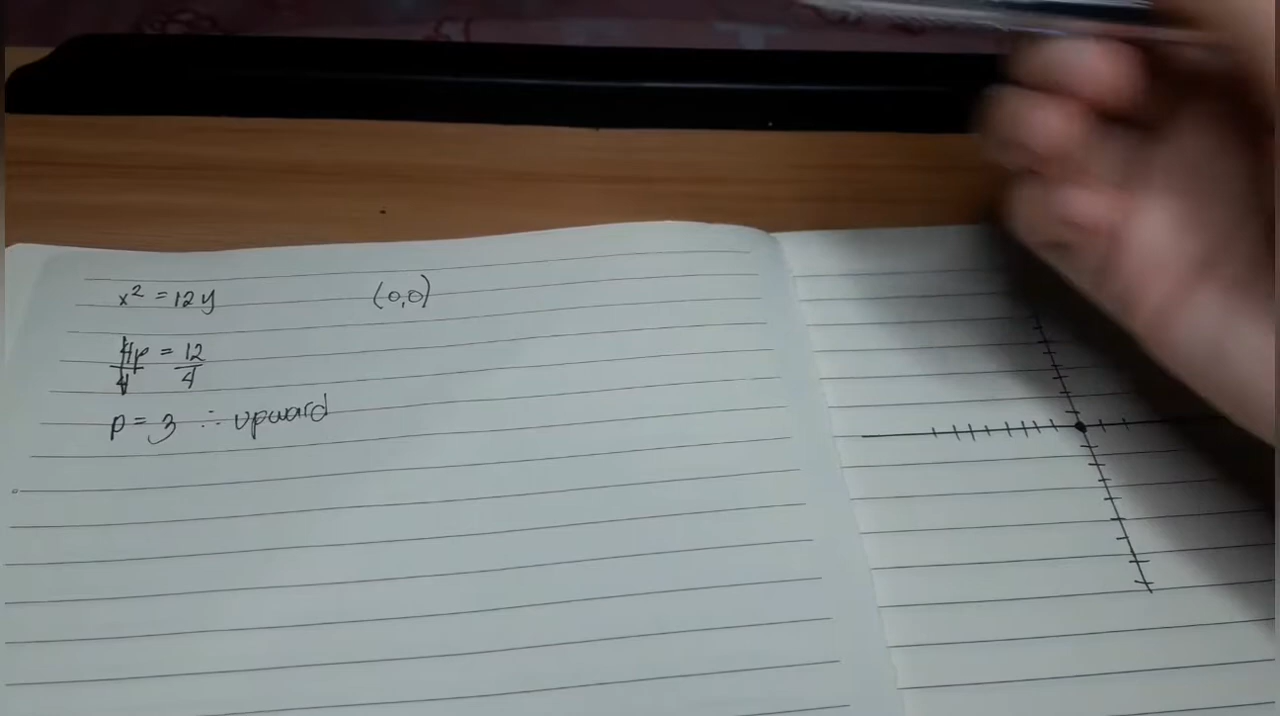 x² = 12y (0,0)
4p/4 = 12/4
p = 3 ∴ upward